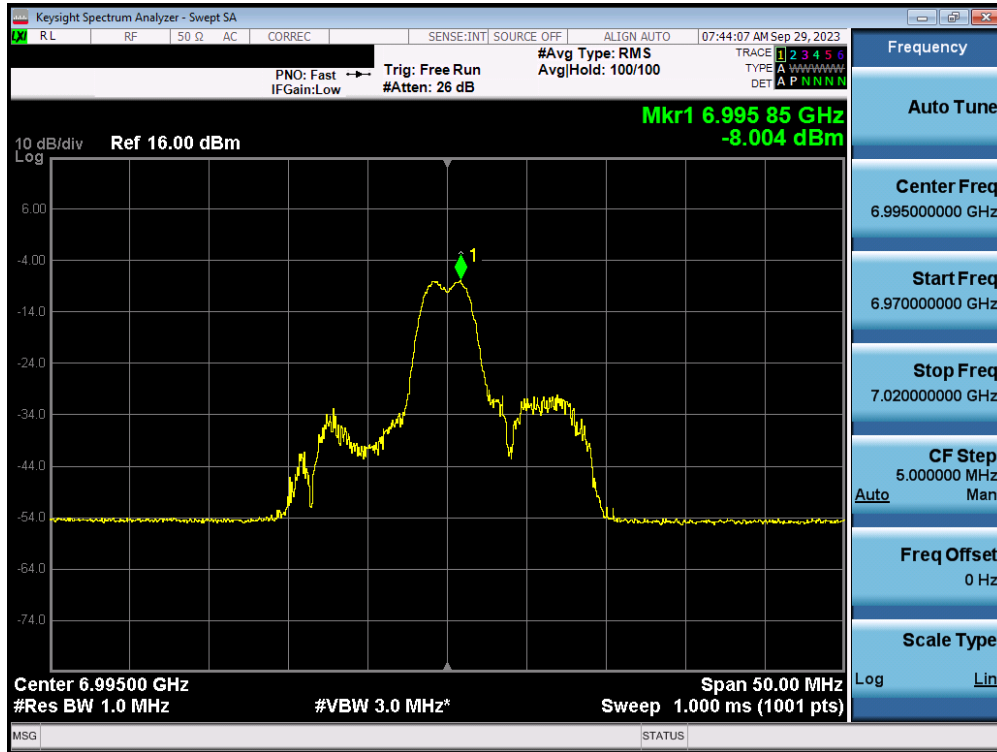 Keysight Spectrum Analyzer - Swept SA
LXI RL RF 50 Ω AC CORREC SENSE:INT SOURCE OFF ALIGN AUTO 07:44:07 AM Sep 29, 2023
PNO: Fast
IFGain:Low
Trig: Free Run
#Atten: 26 dB
#Avg Type: RMS
Avg|Hold: 100/100
TRACE 1 2 3 4 5 6
TYPE A WWWWW
DET A P N N N N
Mkr1 6.995 85 GHz
-8.004 dBm
10 dB/div
Log
Ref 16.00 dBm
6.00
-4.00
-14.0
-24.0
-34.0
-44.0
-54.0
-64.0
-74.0
1
Center 6.99500 GHz
Span 50.00 MHz
#Res BW 1.0 MHz
#VBW 3.0 MHz*
Sweep 1.000 ms (1001 pts)
MSG
STATUS
Frequency
Auto Tune
Center Freq
6.995000000 GHz
Start Freq
6.970000000 GHz
Stop Freq
7.020000000 GHz
CF Step
5.000000 MHz
Auto Man
Freq Offset
0 Hz
Scale Type
Log Lin